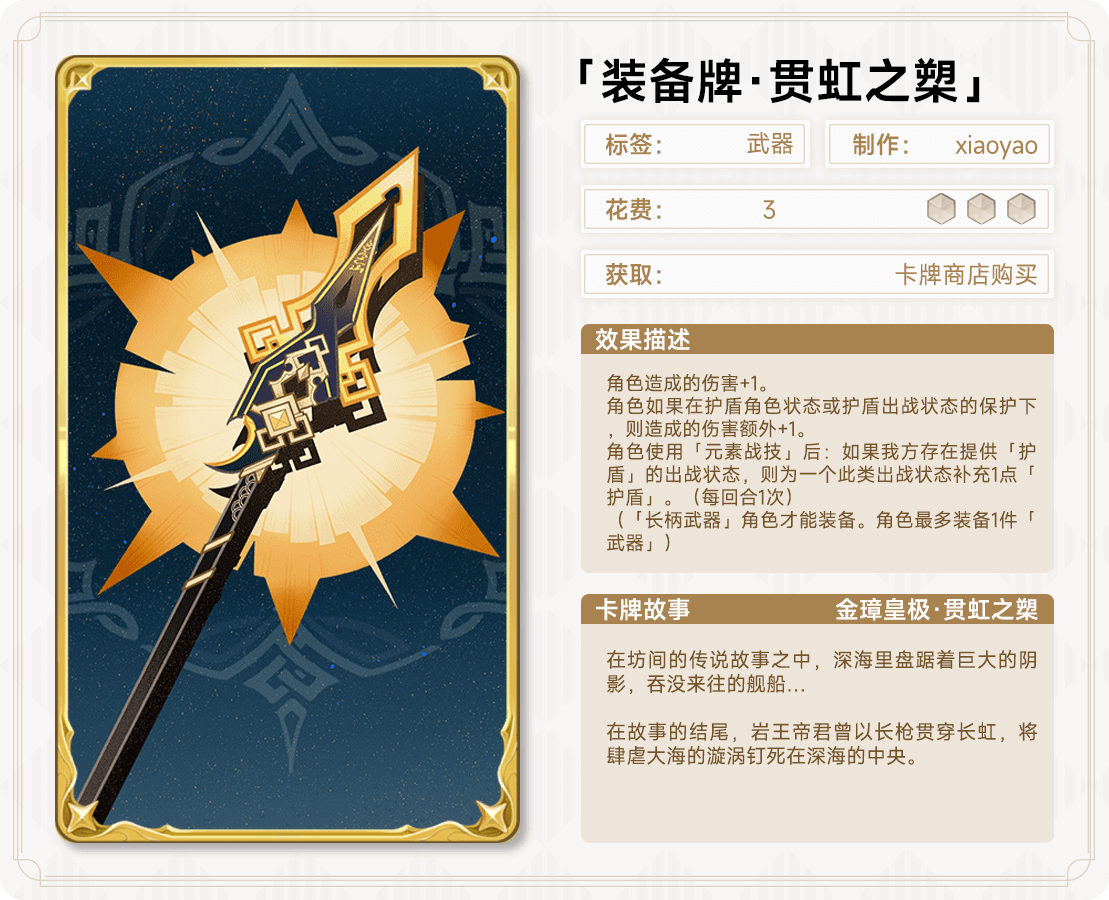 「装备牌·贯虹之槊」
标签： 武器 制作： xiaoyao
花费： 3
获取： 卡牌商店购买
效果描述
角色造成的伤害+1。
角色如果在护盾角色状态或护盾出战状态的保护下
，则造成的伤害额外+1。
角色使用「元素战技」后：如果我方存在提供「护
盾」的出战状态，则为一个此类出战状态补充1点「
护盾」。（每回合1次）
（「长柄武器」角色才能装备。角色最多装备1件「
武器」）
卡牌故事 金璋皇极·贯虹之槊
在坊间的传说故事之中，深海里盘踞着巨大的阴
影，吞没来往的舰船...
在故事的结尾，岩王帝君曾以长枪贯穿长虹，将
肆虐大海的漩涡钉死在深海的中央。